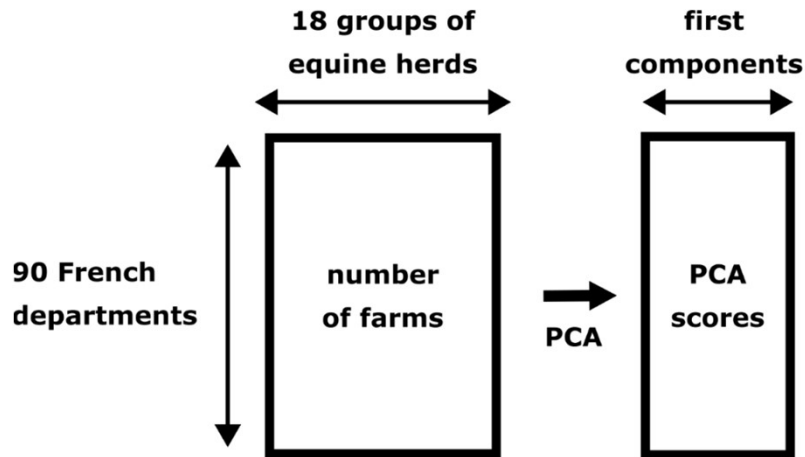 18 groups of
equine herds
first
components
90 French
departments
number
of farms
PCA
PCA
scores